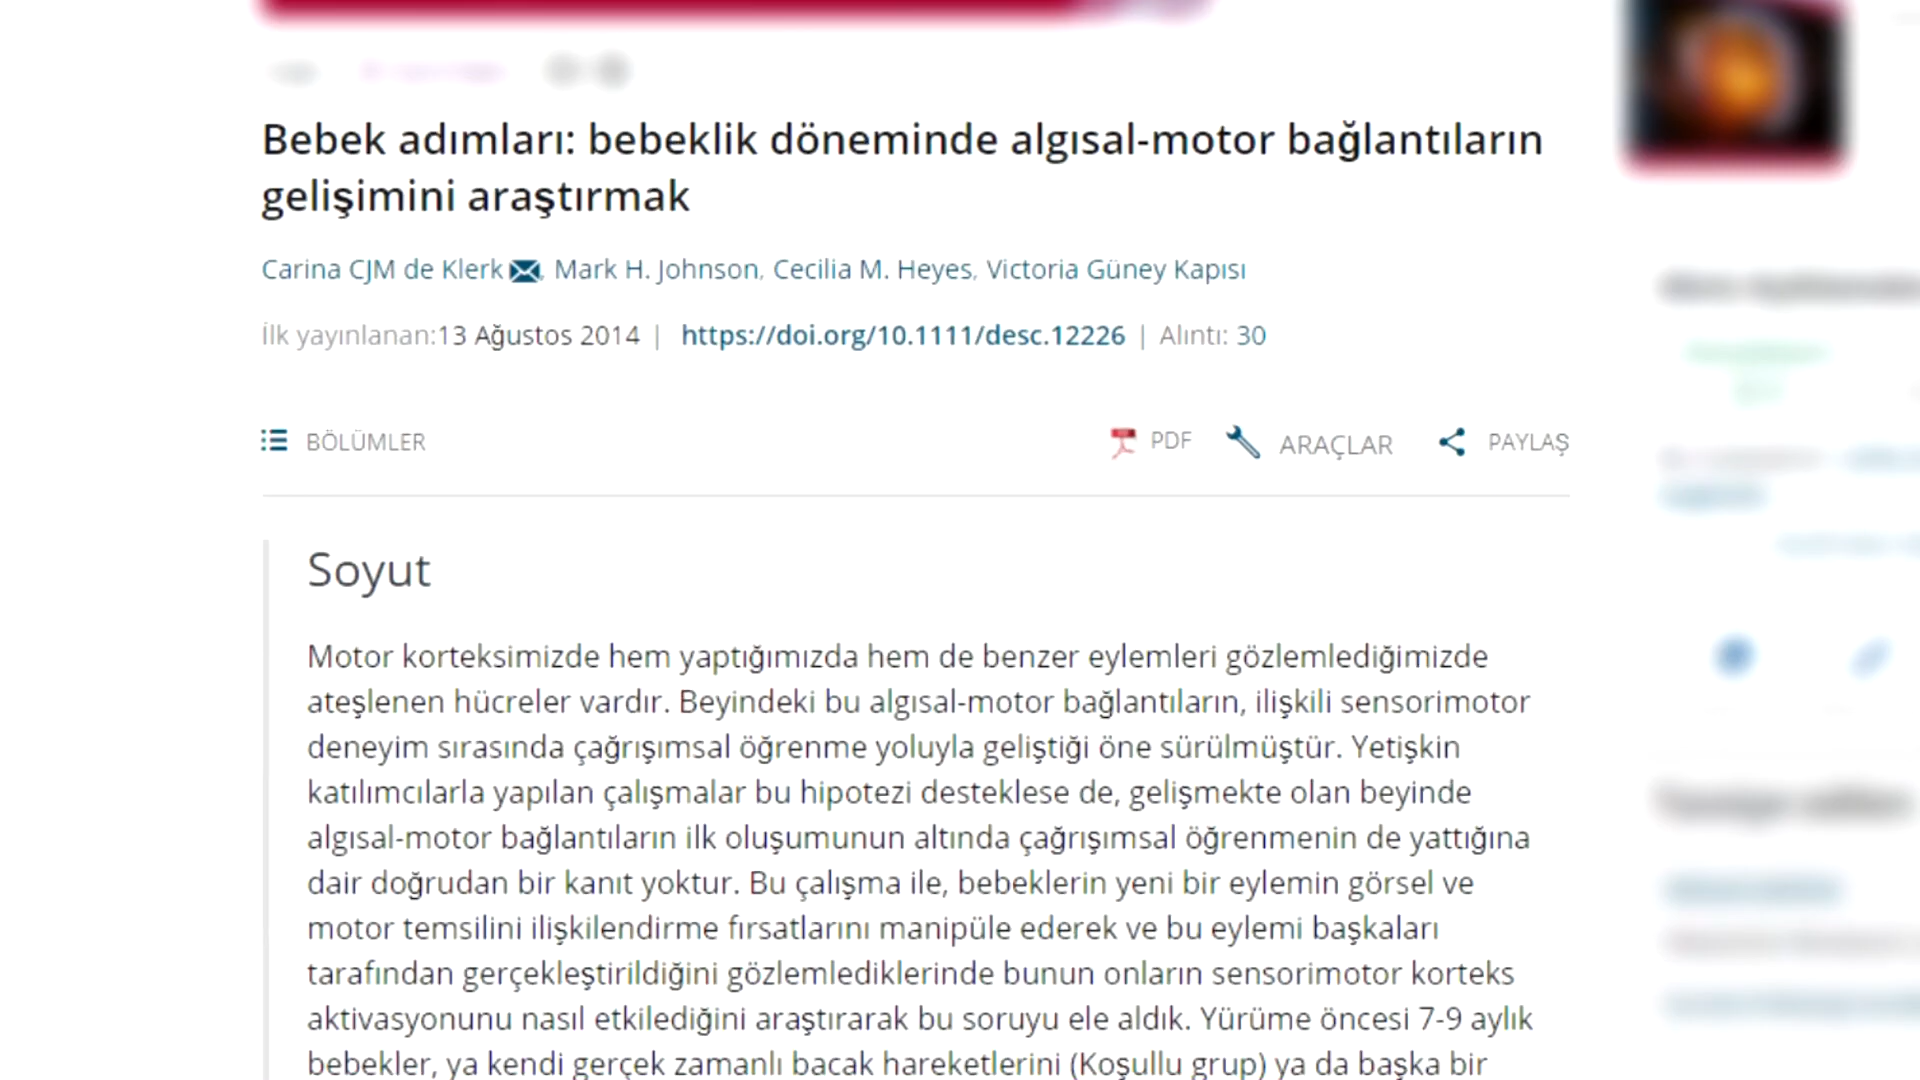 Bebek adımları: bebeklik döneminde algısal-motor bağlantıların
gelişimini araştırmak
Carina CJM de Klerk, Mark H. Johnson, Cecilia M. Heyes, Victoria Güney Kapısı
İlk yayınlanan:13 Ağustos 2014 | https://doi.org/10.1111/desc.12226 | Alıntı: 30
BÖLÜMLER PDF ARAÇLAR PAYLAŞ
Soyut
Motor korteksimizde hem yaptığımızda hem de benzer eylemleri gözlemlediğimizde
ateşlenen hücreler vardır. Beyindeki bu algısal-motor bağlantıların, ilişkili sensorimotor
deneyim sırasında çağrışımsal öğrenme yoluyla geliştiği öne sürülmüştür. Yetişkin
katılımcılarla yapılan çalışmalar bu hipotezi desteklese de, gelişmekte olan beyinde
algısal-motor bağlantıların ilk oluşumunun altında çağrışımsal öğrenmenin de yattığına
dair doğrudan bir kanıt yoktur. Bu çalışma ile, bebeklerin yeni bir eylemin görsel ve
motor temsilini ilişkilendirme fırsatlarını manipüle ederek ve bu eylemi başkaları
tarafından gerçekleştirildiğini gözlemlediklerinde bunun onların sensorimotor korteks
aktivasyonunu nasıl etkilediğini araştırarak bu soruyu ele aldık. Yürüme öncesi 7-9 aylık
bebekler, ya kendi gerçek zamanlı bacak hareketlerini (Koşullu grup) ya da başka bir